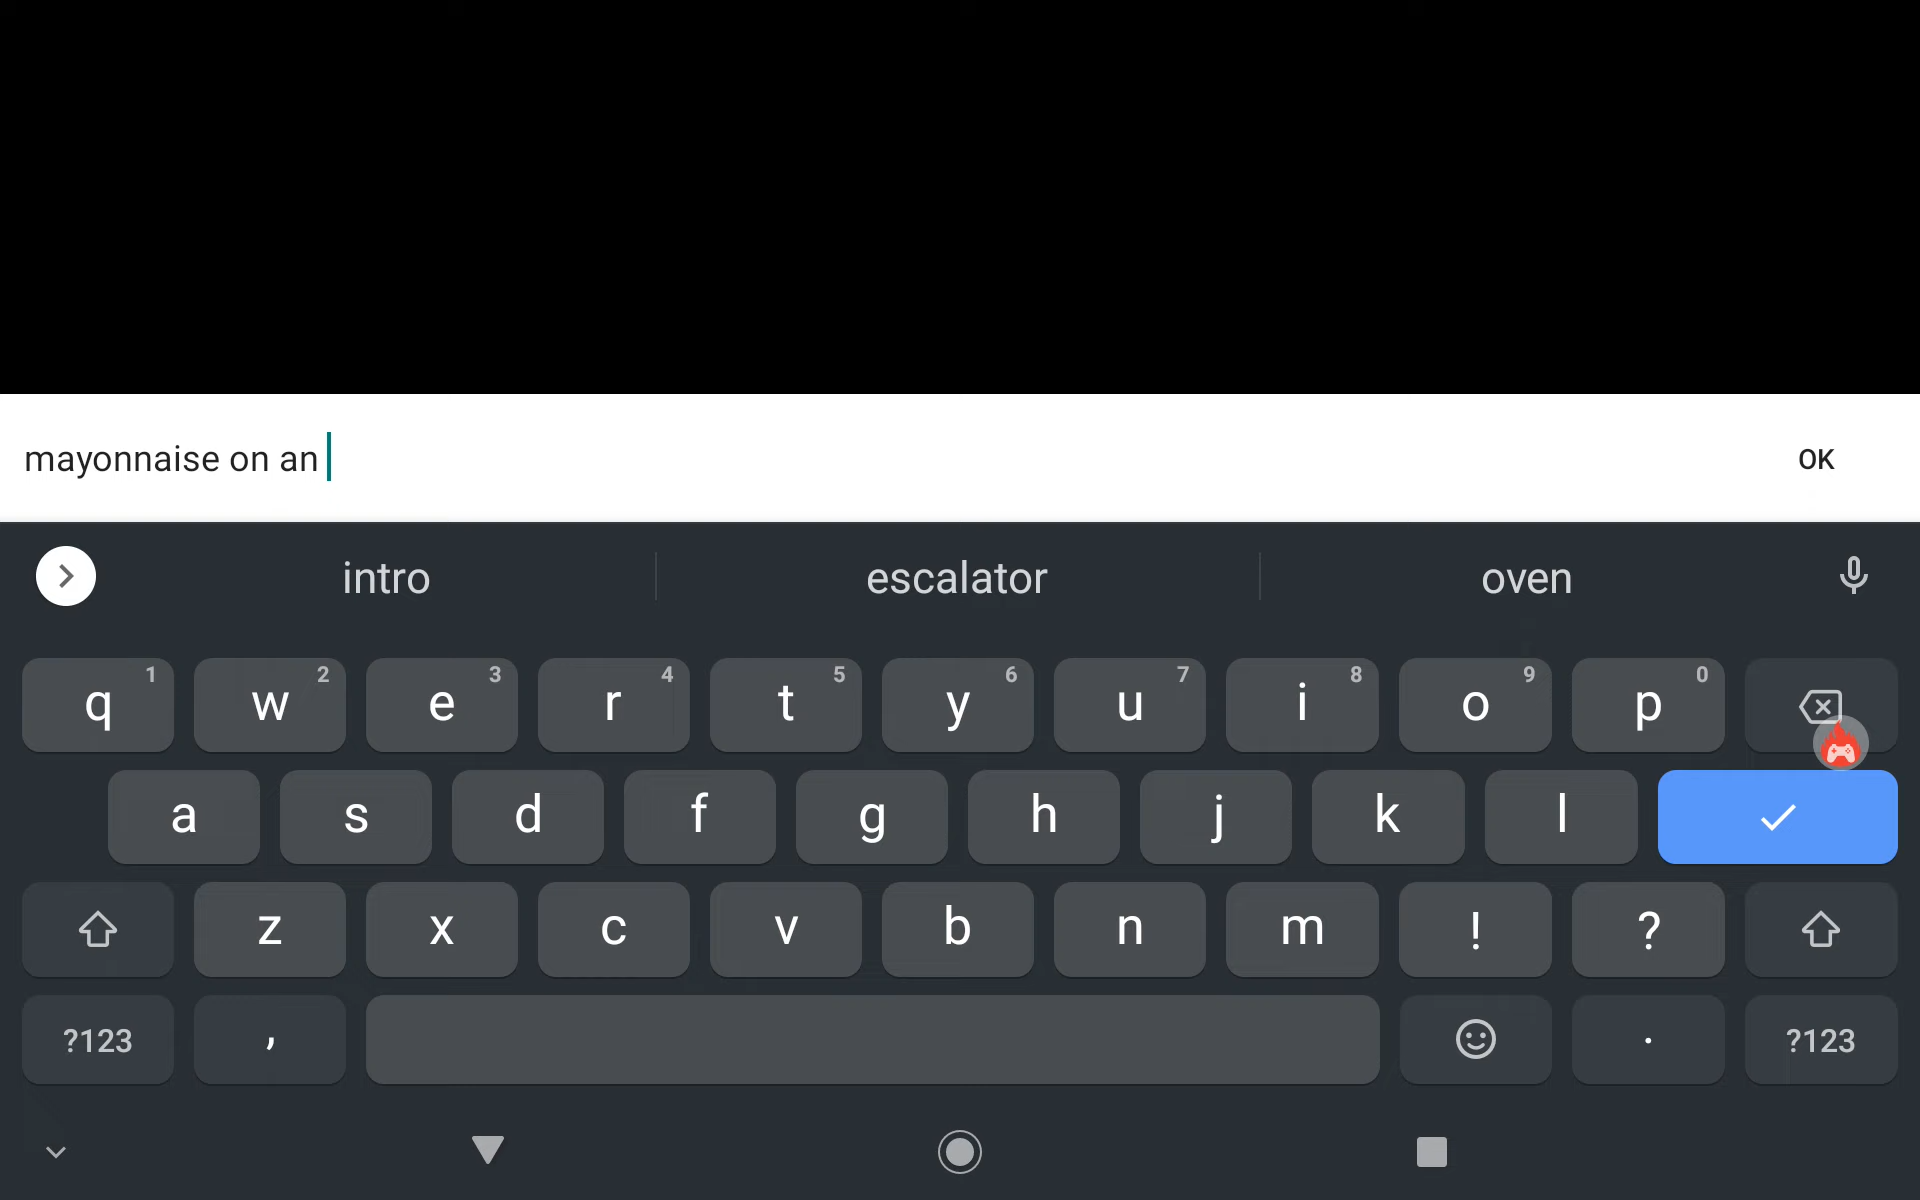 mayonnaise on an
OK
intro escalator oven
q 1 w 2 e 3 r 4 t 5 y 6 u 7 i 8 o 9 p 0
a s d f g h j k l
z x c v b n m ! ?
?123 , . ?123